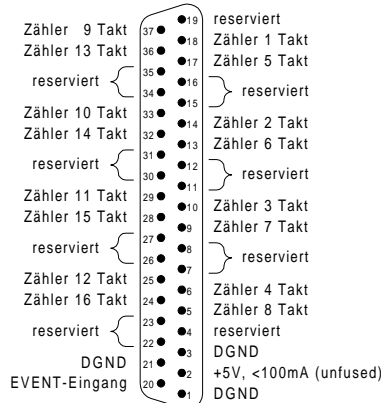 19 reserviert
Zähler 9 Takt 37
18 Zähler 1 Takt
Zähler 13 Takt 36
17 Zähler 5 Takt
35
reserviert
34
16
reserviert
15
Zähler 10 Takt 33
14 Zähler 2 Takt
Zähler 14 Takt 32
13 Zähler 6 Takt
31
reserviert
30
12
reserviert
11
Zähler 11 Takt 29
10 Zähler 3 Takt
Zähler 15 Takt 28
9 Zähler 7 Takt
27
reserviert
26
8
reserviert
7
Zähler 12 Takt 25
6 Zähler 4 Takt
Zähler 16 Takt 24
5 Zähler 8 Takt
23
reserviert
22
4 reserviert
DGND 21
3 DGND
EVENT-Eingang 20
2 +5V, <100mA (unfused)
1 DGND